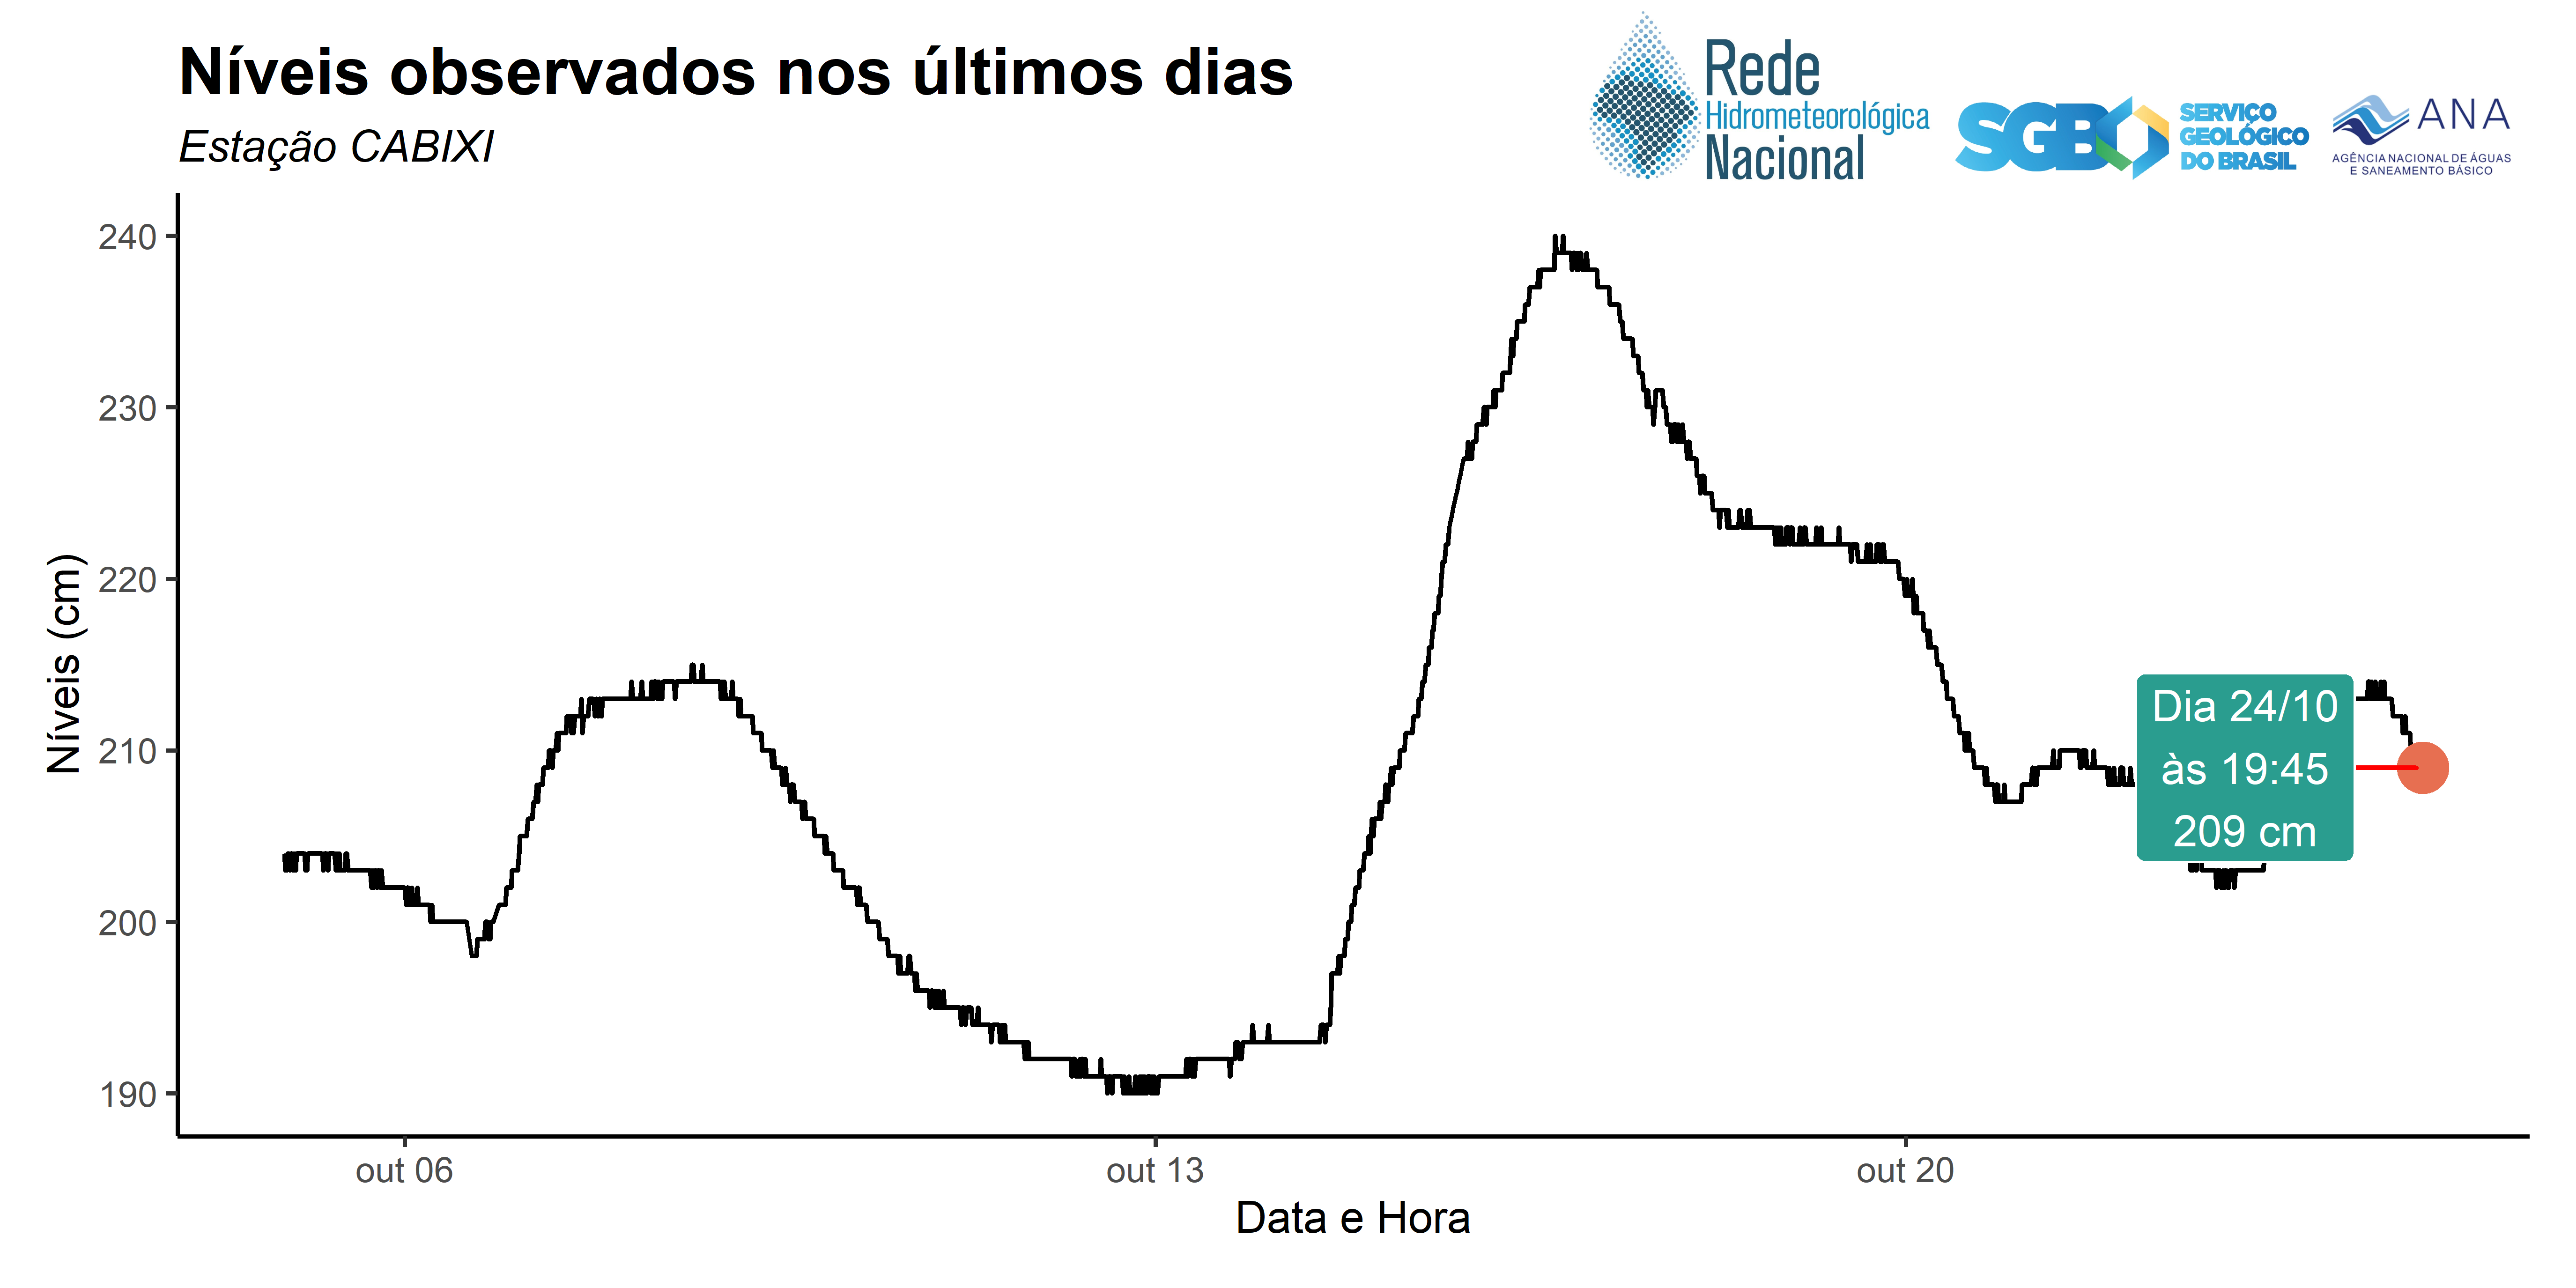 Níveis observados nos últimos dias
Estação CABIXI
Rede
Hidrometeorológica
Nacional
SGB
SERVIÇO
GEOLÓGICO
DO BRASIL
ANA
AGÊNCIA NACIONAL DE ÁGUAS
E SANEAMENTO BÁSICO
Níveis (cm)
240
230
220
210
200
190
Dia 24/10
às 19:45
209 cm
out 06
out 13
out 20
Data e Hora